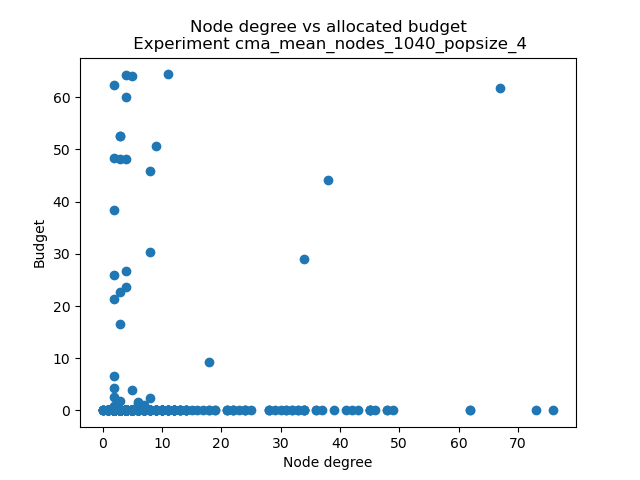 Node degree vs allocated budget
Experiment cma_mean_nodes_1040_popsize_4
60
50
40
30
20
10
0
Budget
0 10 20 30 40 50 60 70
Node degree